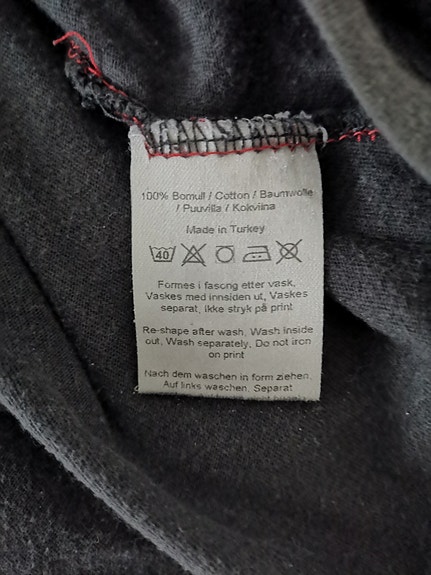 100% Bomull / Cotton / Baumwolle
/ Puuvilla / Kokviina
Made in Turkey
40
Formes i fasong etter vask,
Vaskes med innsiden ut, Vaskes
separat, ikke stryk på print
Re-shape after wash, Wash inside
out, Wash separately, Do not iron
on print
Nach dem waschen in form ziehen,
Auf links waschen. Separat